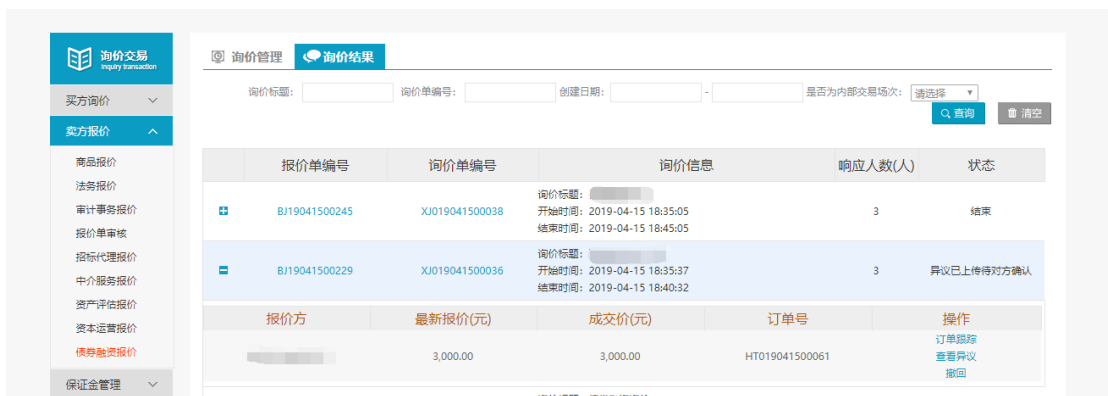 询价交易
Inquiry transaction
买方询价
卖方报价
商品报价
法务报价
审计事务报价
报价单审核
招标代理报价
中介服务报价
资产评估报价
资本运营报价
债券融资报价
保证金管理
询价管理 询价结果
询价标题: 询价单编号: 创建日期: - 是否为内部交易场次: 请选择
查询 清空
报价单编号 询价单编号 询价信息 响应人数(人) 状态
询价标题:
BJ19041500245 XJ019041500038 开始时间: 2019-04-15 18:35:05 3 结束
结束时间: 2019-04-15 18:45:05
询价标题:
BJ19041500229 XJ019041500036 开始时间: 2019-04-15 18:35:37 3 异议已上传待对方确认
结束时间: 2019-04-15 18:40:32
报价方 最新报价(元) 成交价(元) 订单号 操作
3,000.00 3,000.00 HT019041500061
订单跟踪
查看异议
撤回